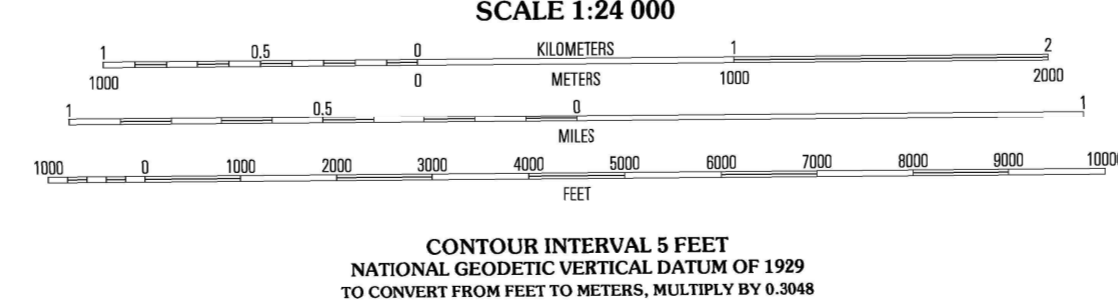 SCALE 1:24 000
1 0.5 0 KILOMETERS 1 2
1000 0 METERS 1000 2000
1 0.5 0 1
MILES
1000 0 1000 2000 3000 4000 5000 6000 7000 8000 9000 1000
FEET
CONTOUR INTERVAL 5 FEET
NATIONAL GEODETIC VERTICAL DATUM OF 1929
TO CONVERT FROM FEET TO METERS, MULTIPLY BY 0.3048